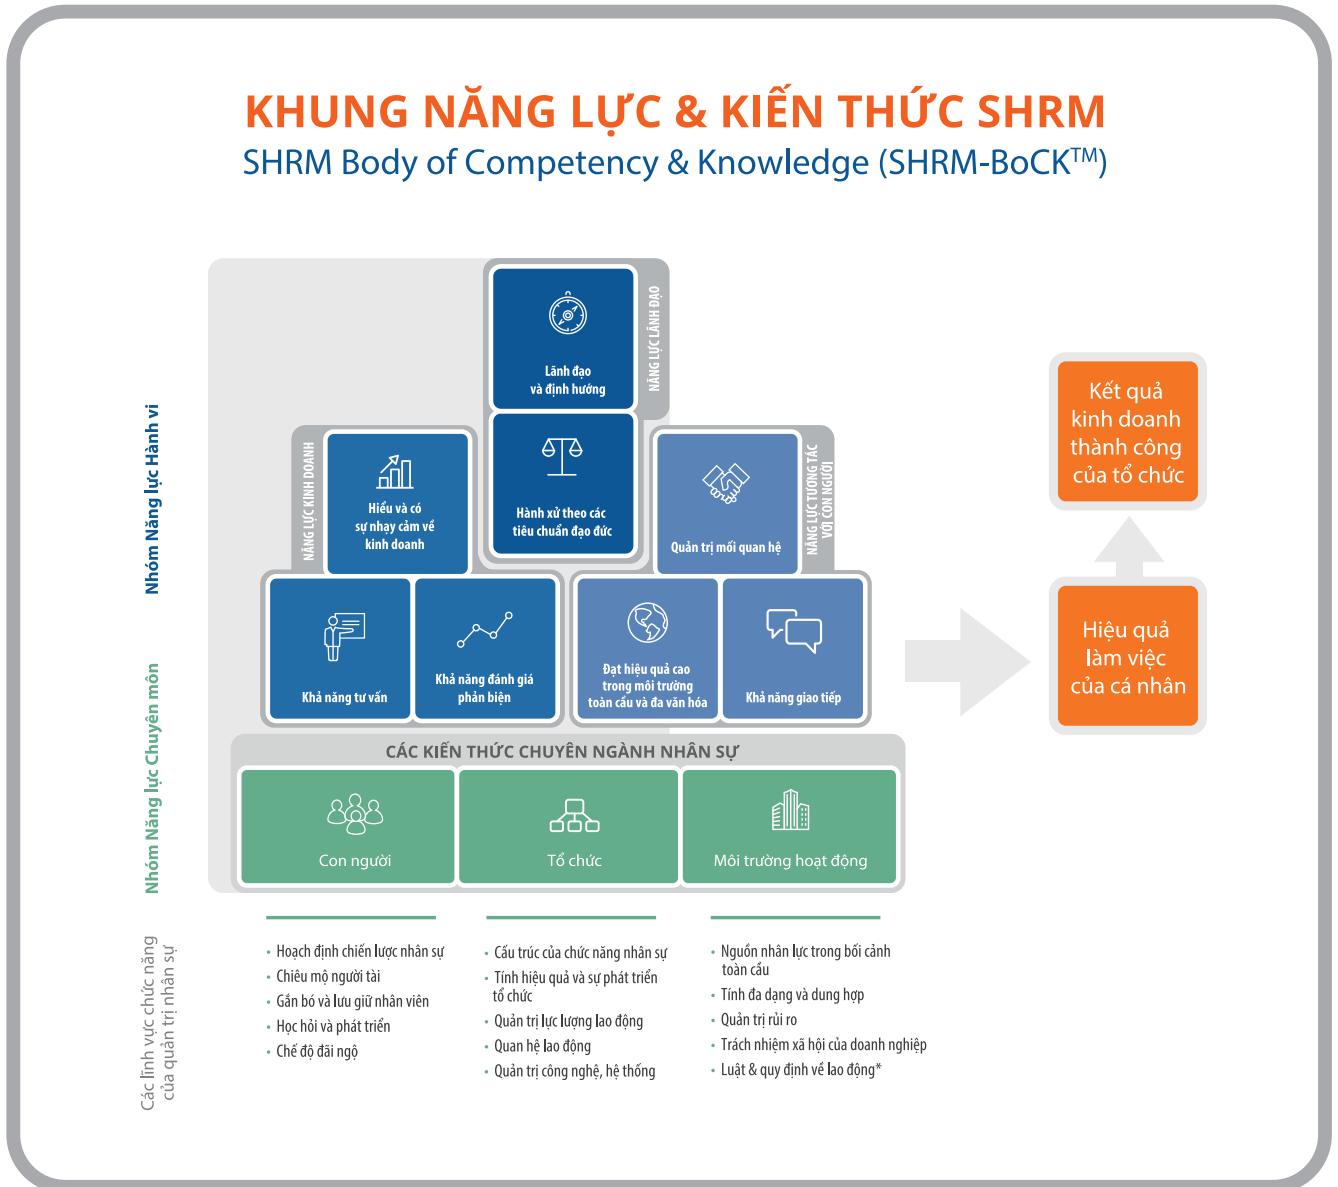 KHUNG NĂNG LỰC & KIẾN THỨC SHRM
SHRM Body of Competency & Knowledge (SHRM-BoCK™)
Nhóm Năng lực Hành vi
NĂNG LỰC LÃNH ĐẠO
Lãnh đạo
và định hướng
Hành xử theo các
tiêu chuẩn đạo đức
NĂNG LỰC KINH DOANH
Hiểu và có
sự nhạy cảm về
kinh doanh
Khả năng tư vấn
Khả năng đánh giá
phản biện
NĂNG LỰC TƯƠNG TÁC
VỚI CON NGƯỜI
Quản trị mối quan hệ
Đạt hiệu quả cao
trong môi trường
toàn cầu và đa văn hóa
Khả năng giao tiếp
Kết quả
kinh doanh
thành công
của tổ chức
Hiệu quả
làm việc
của cá nhân
Nhóm Năng lực Chuyên môn
CÁC KIẾN THỨC CHUYÊN NGÀNH NHÂN SỰ
Con người
Tổ chức
Môi trường hoạt động
Các lĩnh vực chức năng
của quản trị nhân sự
• Hoạch định chiến lược nhân sự
• Chiêu mộ người tài
• Gắn bó và lưu giữ nhân viên
• Học hỏi và phát triển
• Chế độ đãi ngộ
• Cấu trúc của chức năng nhân sự
• Tính hiệu quả và sự phát triển
tổ chức
• Quản trị lực lượng lao động
• Quan hệ lao động
• Quản trị công nghệ, hệ thống
• Nguồn nhân lực trong bối cảnh
toàn cầu
• Tính đa dạng và dung hợp
• Quản trị rủi ro
• Trách nhiệm xã hội của doanh nghiệp
• Luật & quy định về lao động*